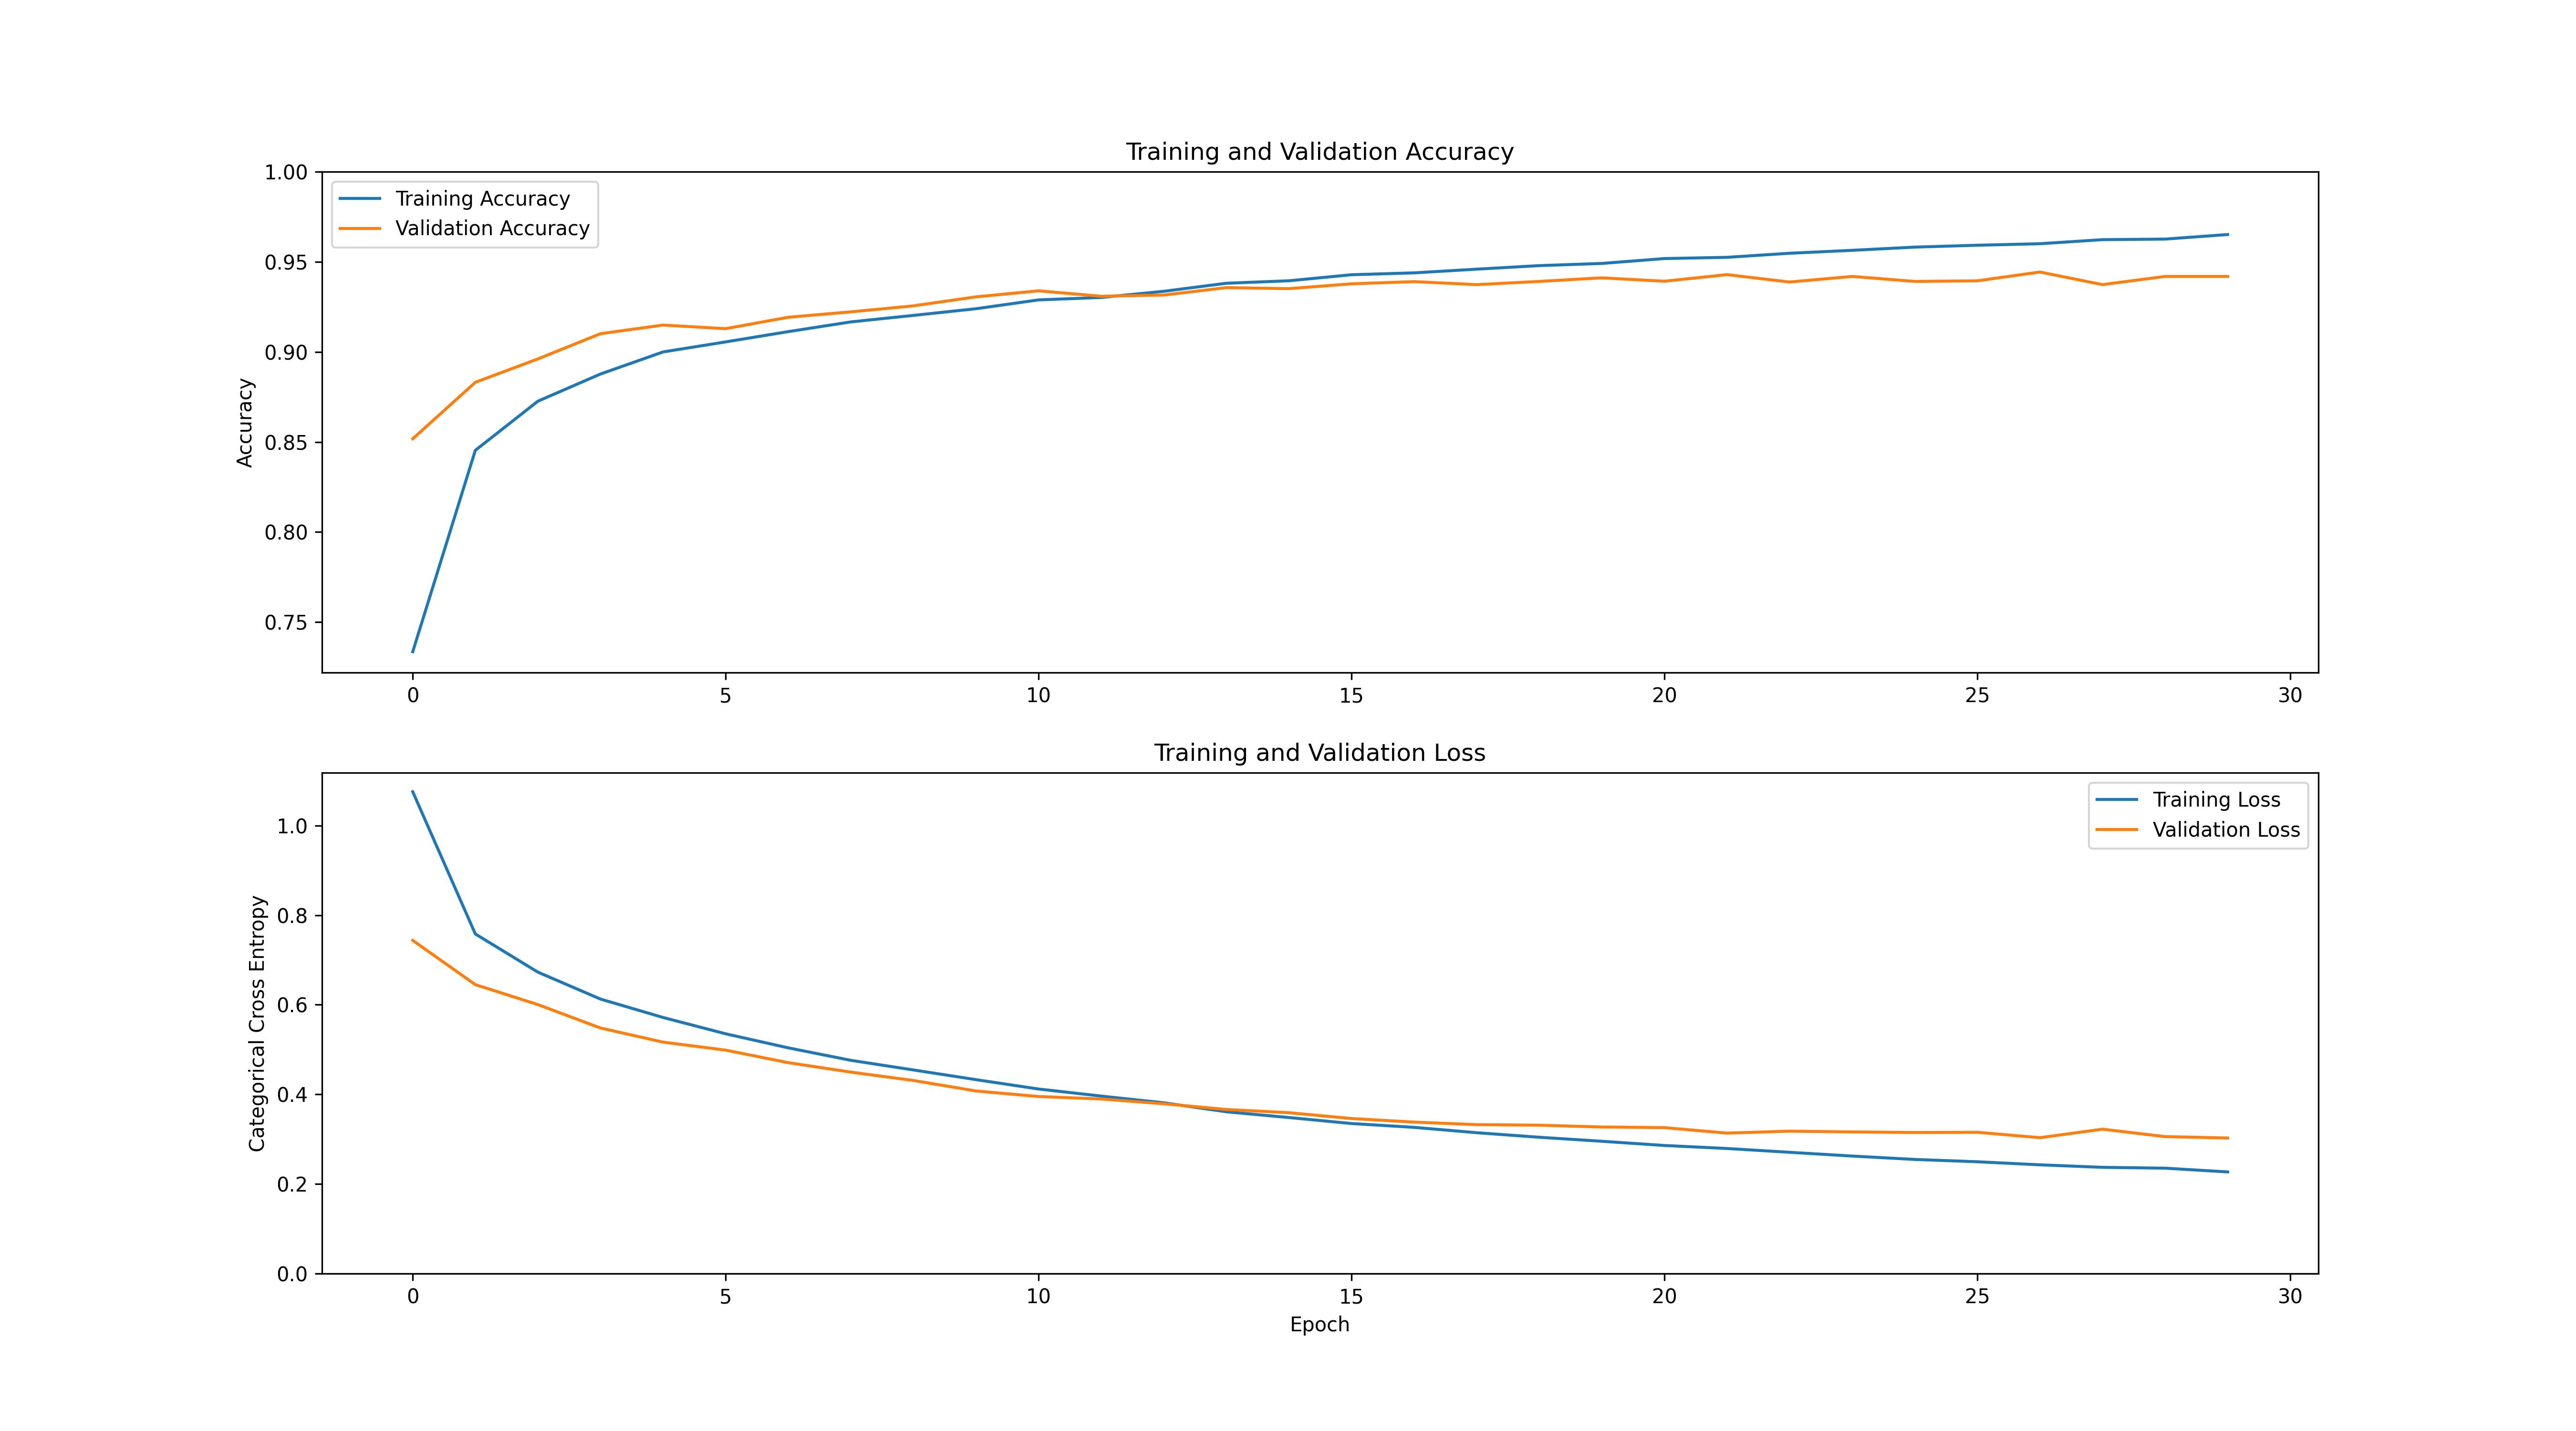 Training and Validation Accuracy
1.00
0.95
0.90
0.85
0.80
0.75
Accuracy
Training Accuracy
Validation Accuracy
0 5 10 15 20 25 30
Training and Validation Loss
1.0
0.8
0.6
0.4
0.2
0.0
Categorical Cross Entropy
Training Loss
Validation Loss
0 5 10 15 20 25 30
Epoch